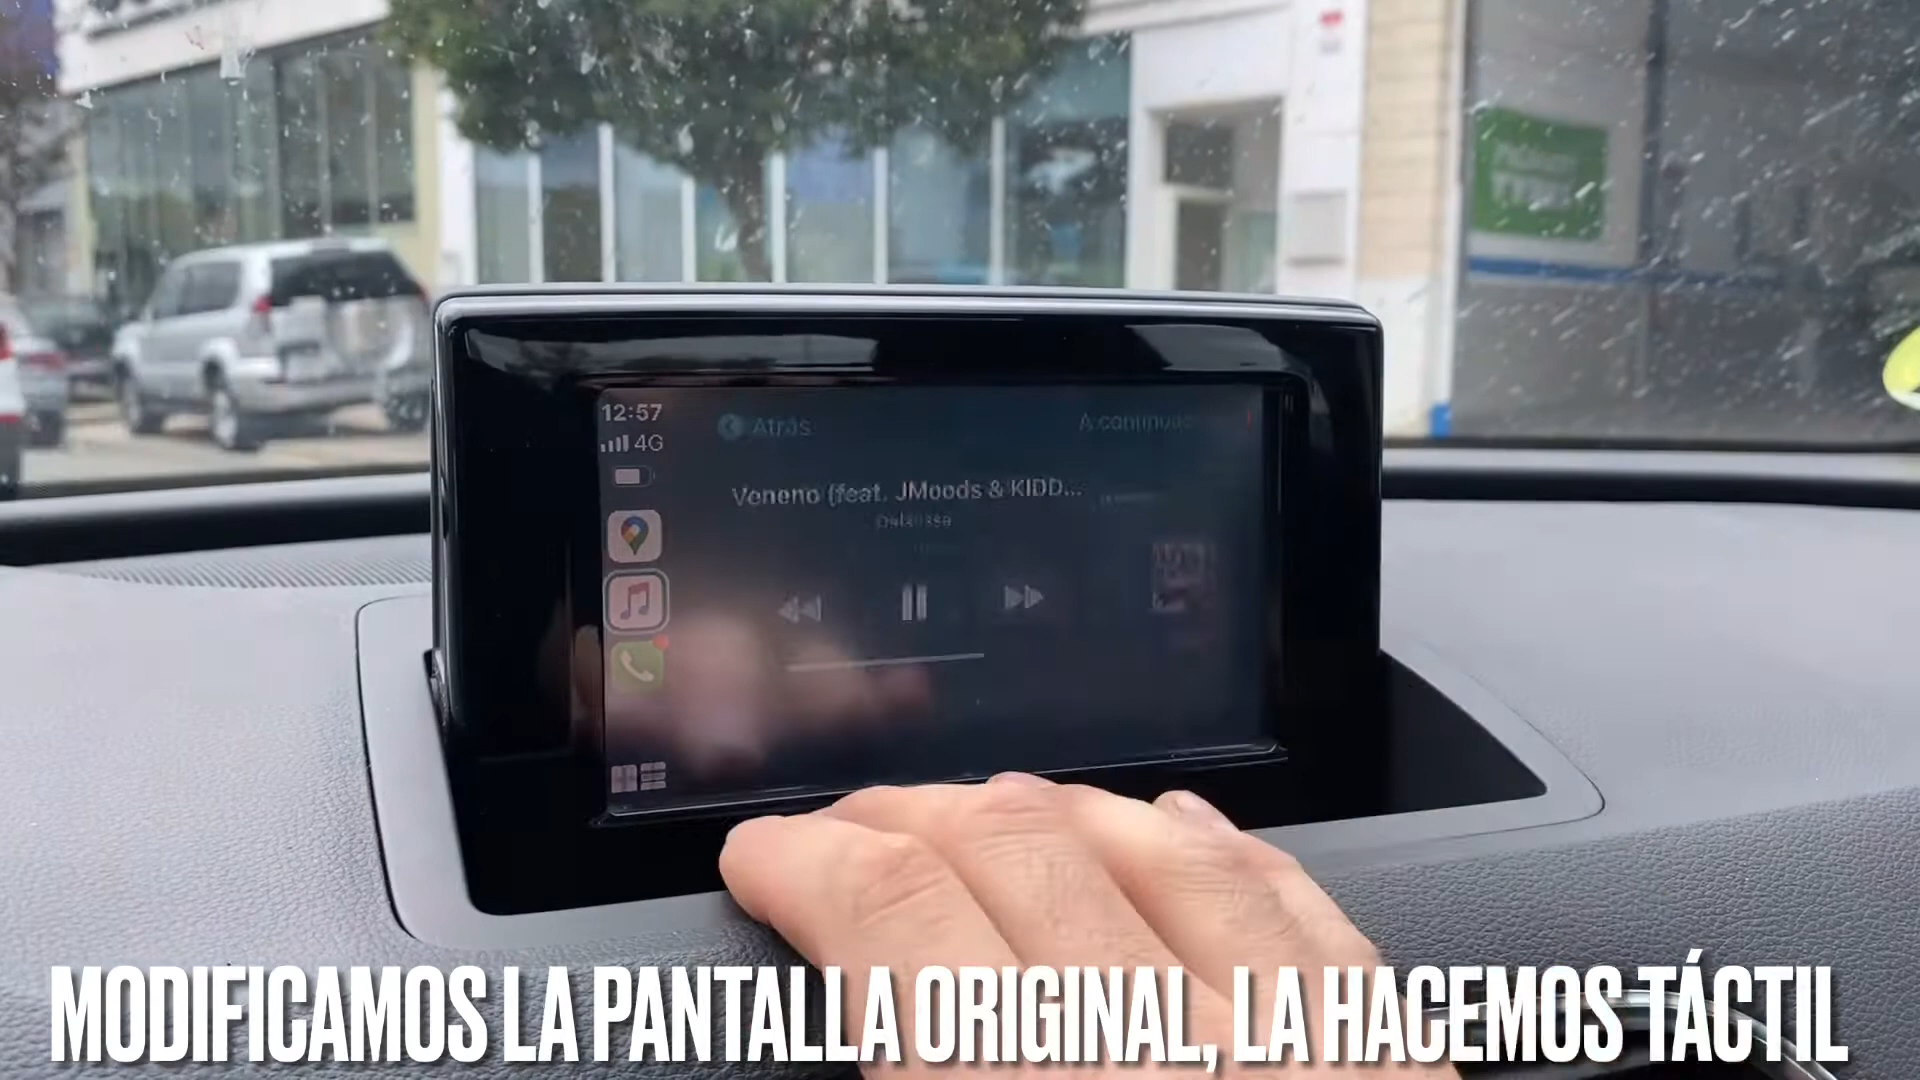 12:57
4G
Atrás
Veneno (feat. JMoods & KIDD...
MODIFICAMOS LA PANTALLA ORIGINAL, LA HACEMOS TÁCTIL